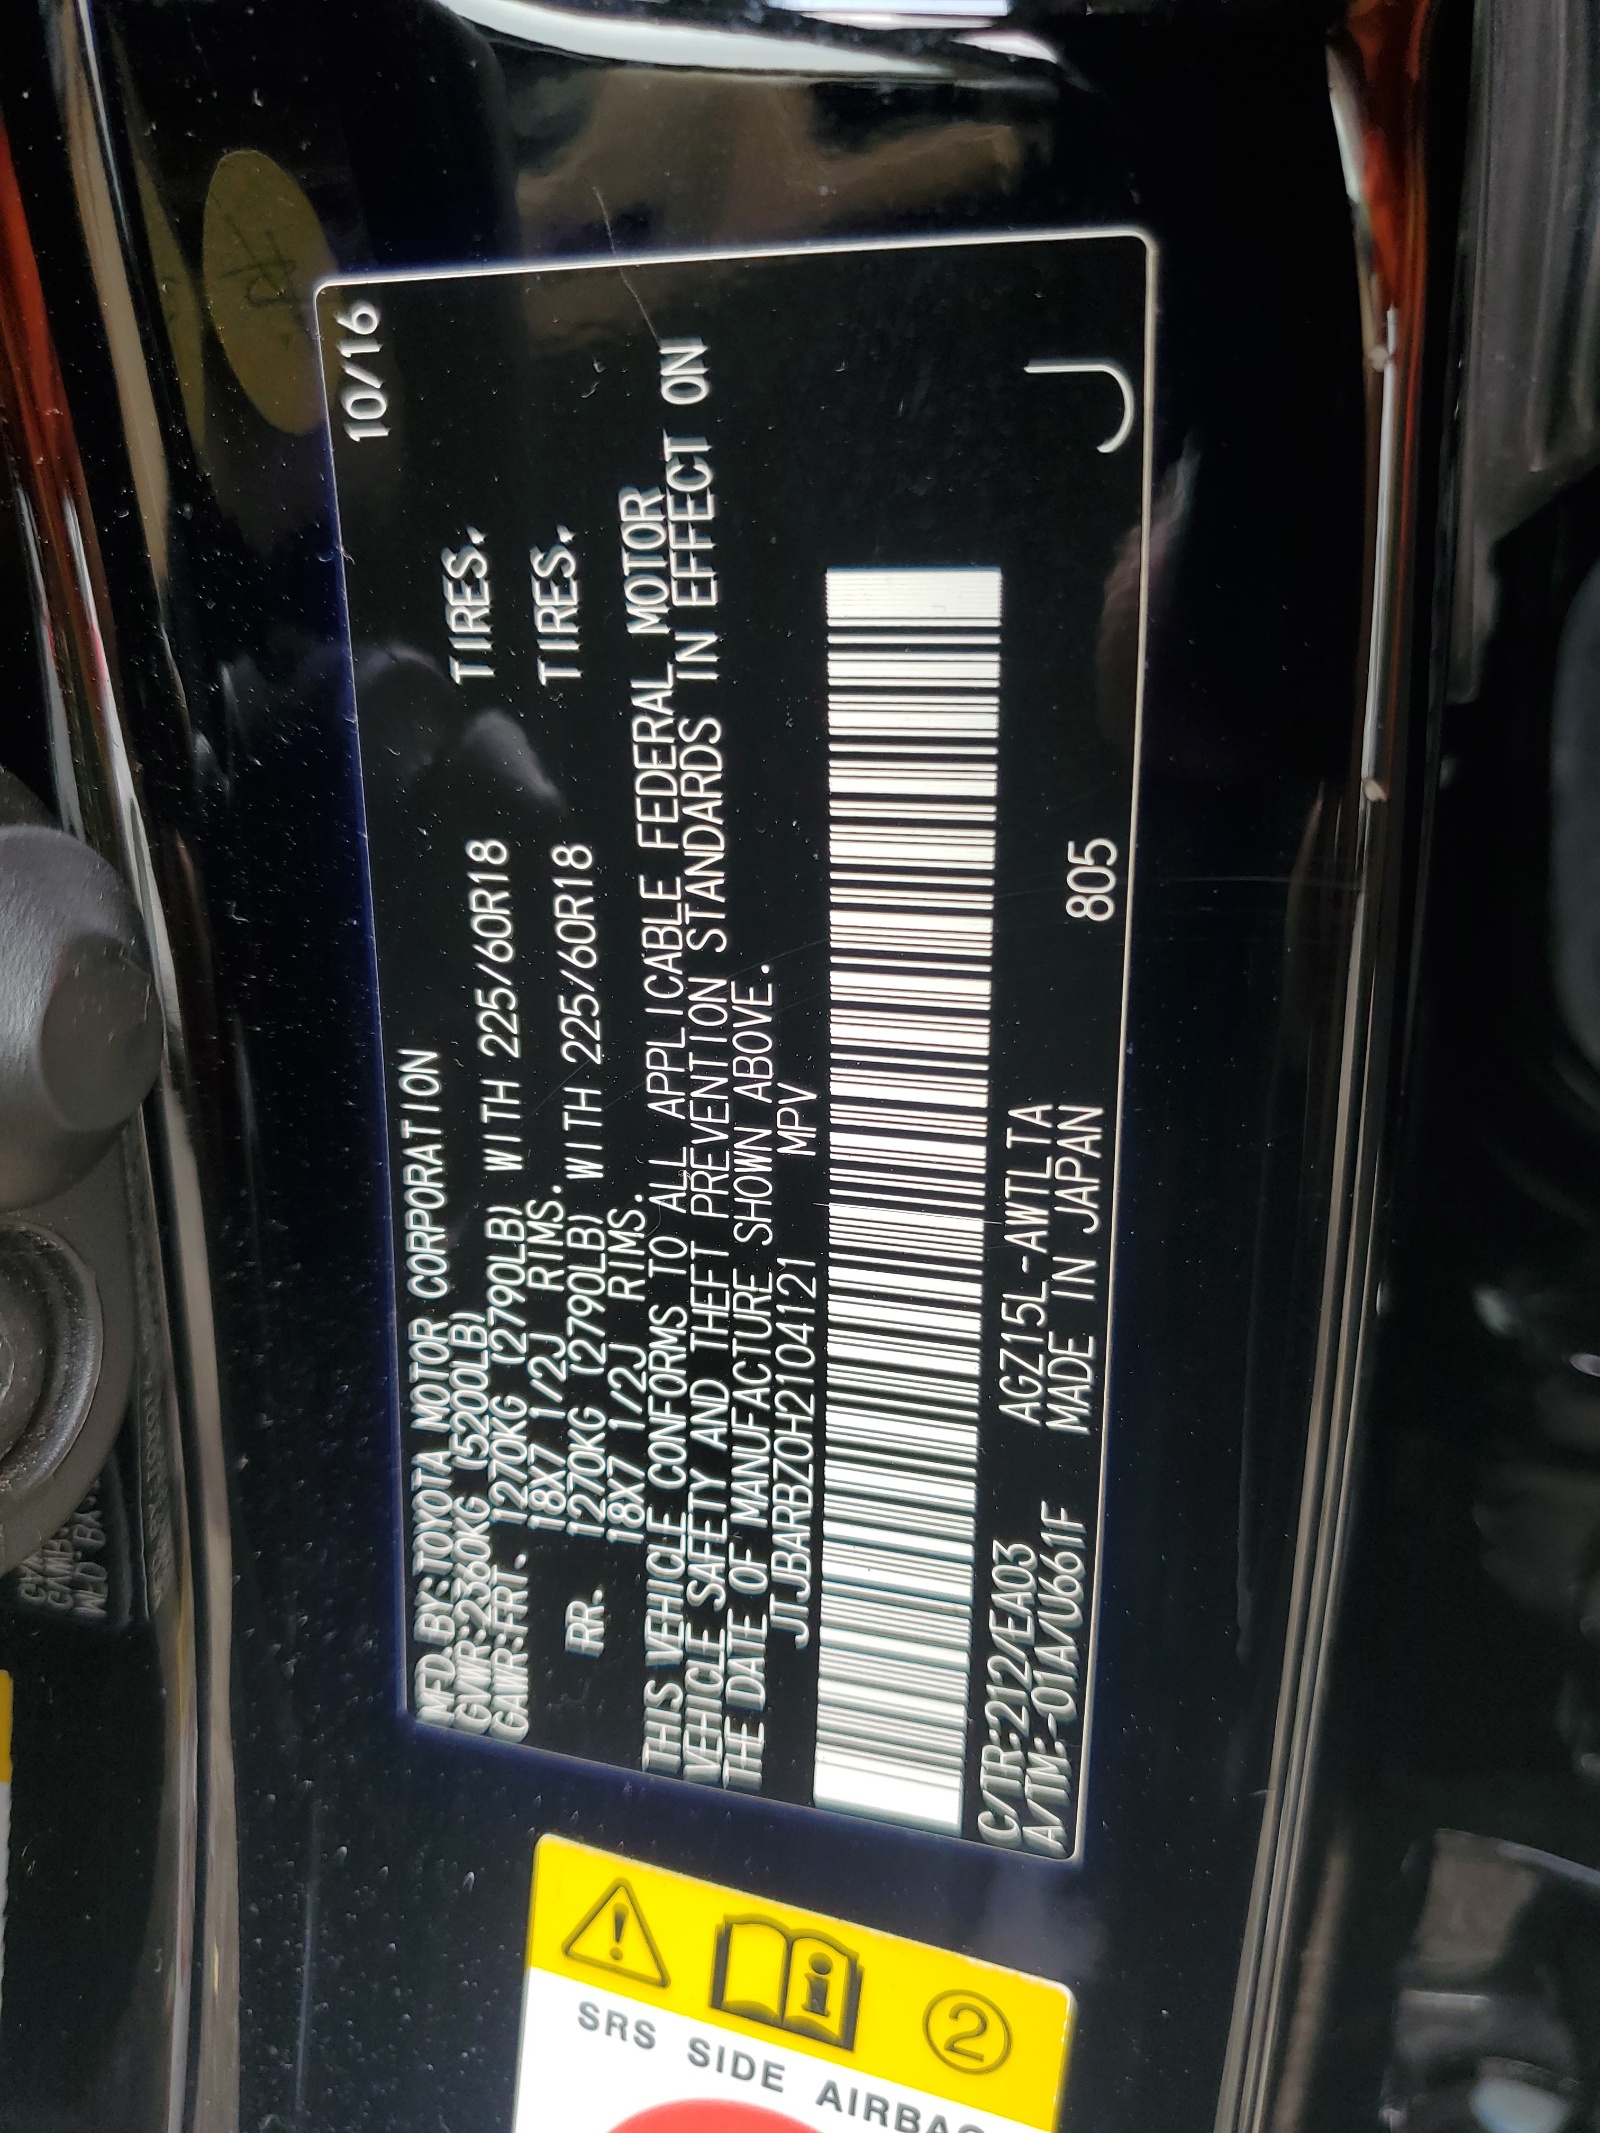 10/16
MFD.BY:TOYOTA MOTOR CORPORATION
GVWR:2360KG (5200LB)
GAWR:FRT. 1270KG (2790LB) WITH 225/60R18 TIRES.
18X7 1/2J RIMS.
RR. 1270KG (2790LB) WITH 225/60R18 TIRES.
18X7 1/2J RIMS.
THIS VEHICLE CONFORMS TO ALL APPLICABLE FEDERAL MOTOR
VEHICLE SAFETY AND THEFT PREVENTION STANDARDS IN EFFECT ON
THE DATE OF MANUFACTURE SHOWN ABOVE.
JTJBARBZ0H2104121 MPV
C/TR:212/EA03 AGZ15L-AWTLTA 805
A/TM:-01A/U661F MADE IN JAPAN J
2
SRS SIDE